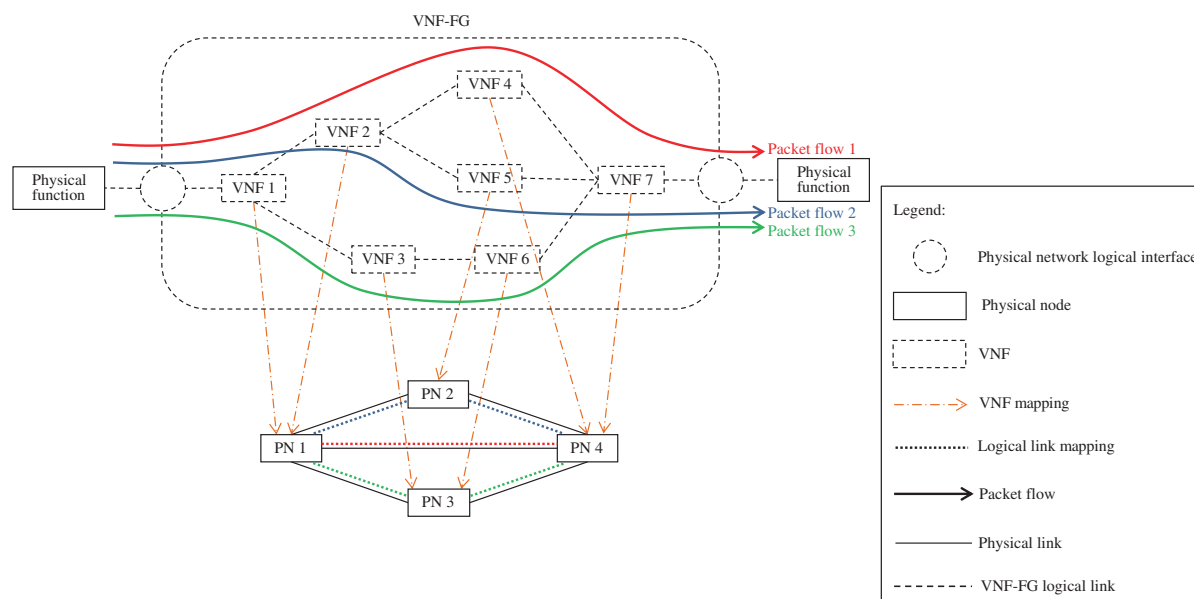 VNF-FG
VNF 4
VNF 2
Packet flow 1
Physical
function
VNF 1
VNF 5
VNF 7
Physical
function
Packet flow 2
Packet flow 3
VNF 3
VNF 6
PN 2
PN 1
PN 4
PN 3
Legend:
Physical network logical interface
Physical node
VNF
VNF mapping
Logical link mapping
Packet flow
Physical link
VNF-FG logical link